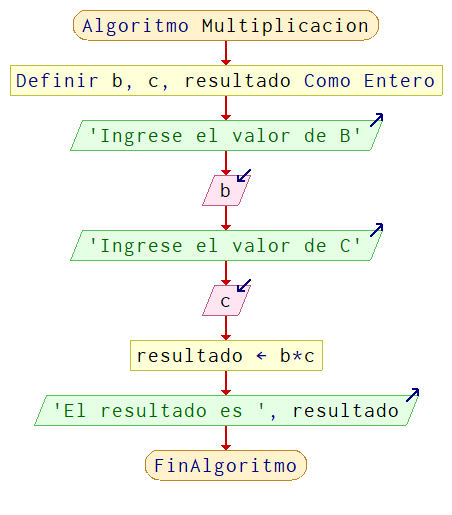 Algoritmo Multiplicacion
Definir b, c, resultado Como Entero
'Ingrese el valor de B'
b
'Ingrese el valor de C'
c
resultado ← b*c
'El resultado es ', resultado
FinAlgoritmo